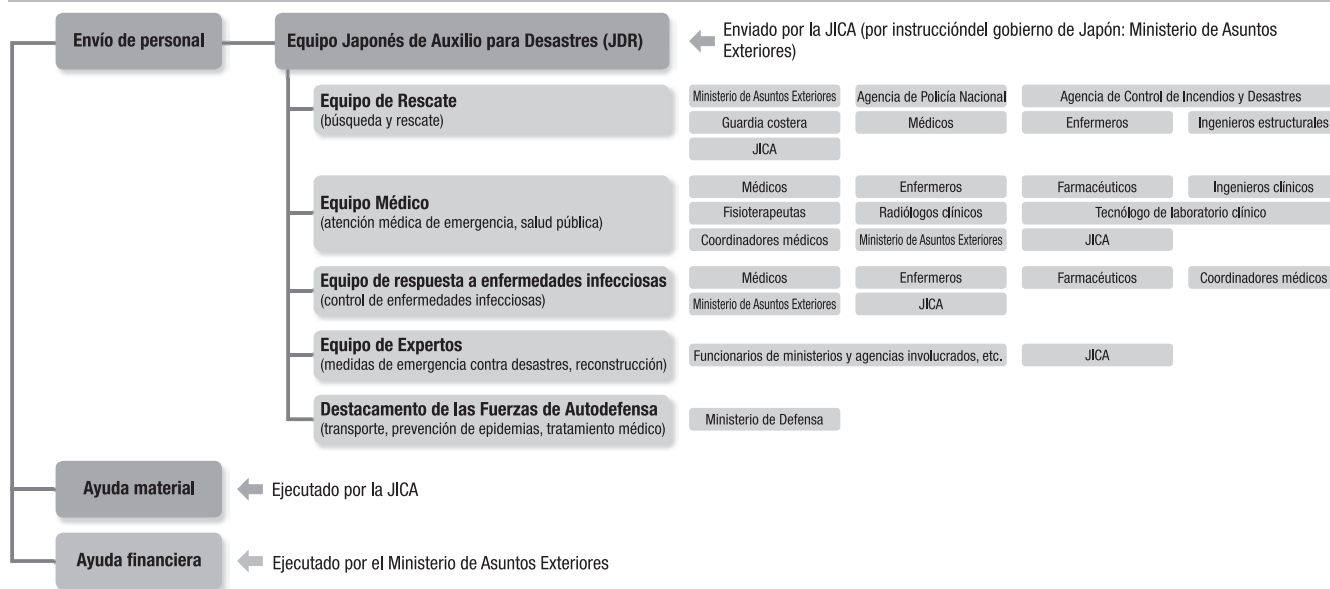 Envío de personal
Equipo Japonés de Auxilio para Desastres (JDR)
Enviado por la JICA (por instruccióndel gobierno de Japón: Ministerio de Asuntos
Exteriores)
Equipo de Rescate
(búsqueda y rescate)
Ministerio de Asuntos Exteriores Agencia de Policía Nacional Agencia de Control de Incendios y Desastres
Guardia costera Médicos Enfermeros Ingenieros estructurales
JICA
Equipo Médico
(atención médica de emergencia, salud pública)
Médicos Enfermeros Farmacéuticos Ingenieros clínicos
Fisioterapeutas Radiólogos clínicos Tecnólogo de laboratorio clínico
Coordinadores médicos Ministerio de Asuntos Exteriores JICA
Equipo de respuesta a enfermedades infecciosas
(control de enfermedades infecciosas)
Médicos Enfermeros Farmacéuticos Coordinadores médicos
Ministerio de Asuntos Exteriores JICA
Equipo de Expertos
(medidas de emergencia contra desastres, reconstrucción)
Funcionarios de ministerios y agencias involucrados, etc. JICA
Destacamento de las Fuerzas de Autodefensa
(transporte, prevención de epidemias, tratamiento médico)
Ministerio de Defensa
Ayuda material
Ejecutado por la JICA
Ayuda financiera
Ejecutado por el Ministerio de Asuntos Exteriores